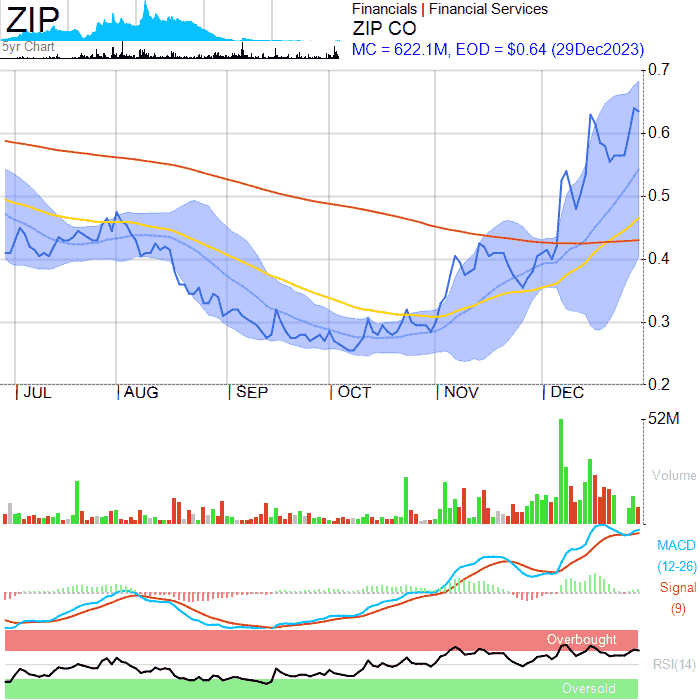 ZIP
5yr Chart
Financials | Financial Services
ZIP CO
MC = 622.1M, EOD = $0.64 (29Dec2023)
0.7
0.6
0.5
0.4
0.3
0.2
JUL AUG SEP OCT NOV DEC
52M
Volume
MACD
(12-26)
Signal
(9)
Overbought
RSI(14)
Oversold